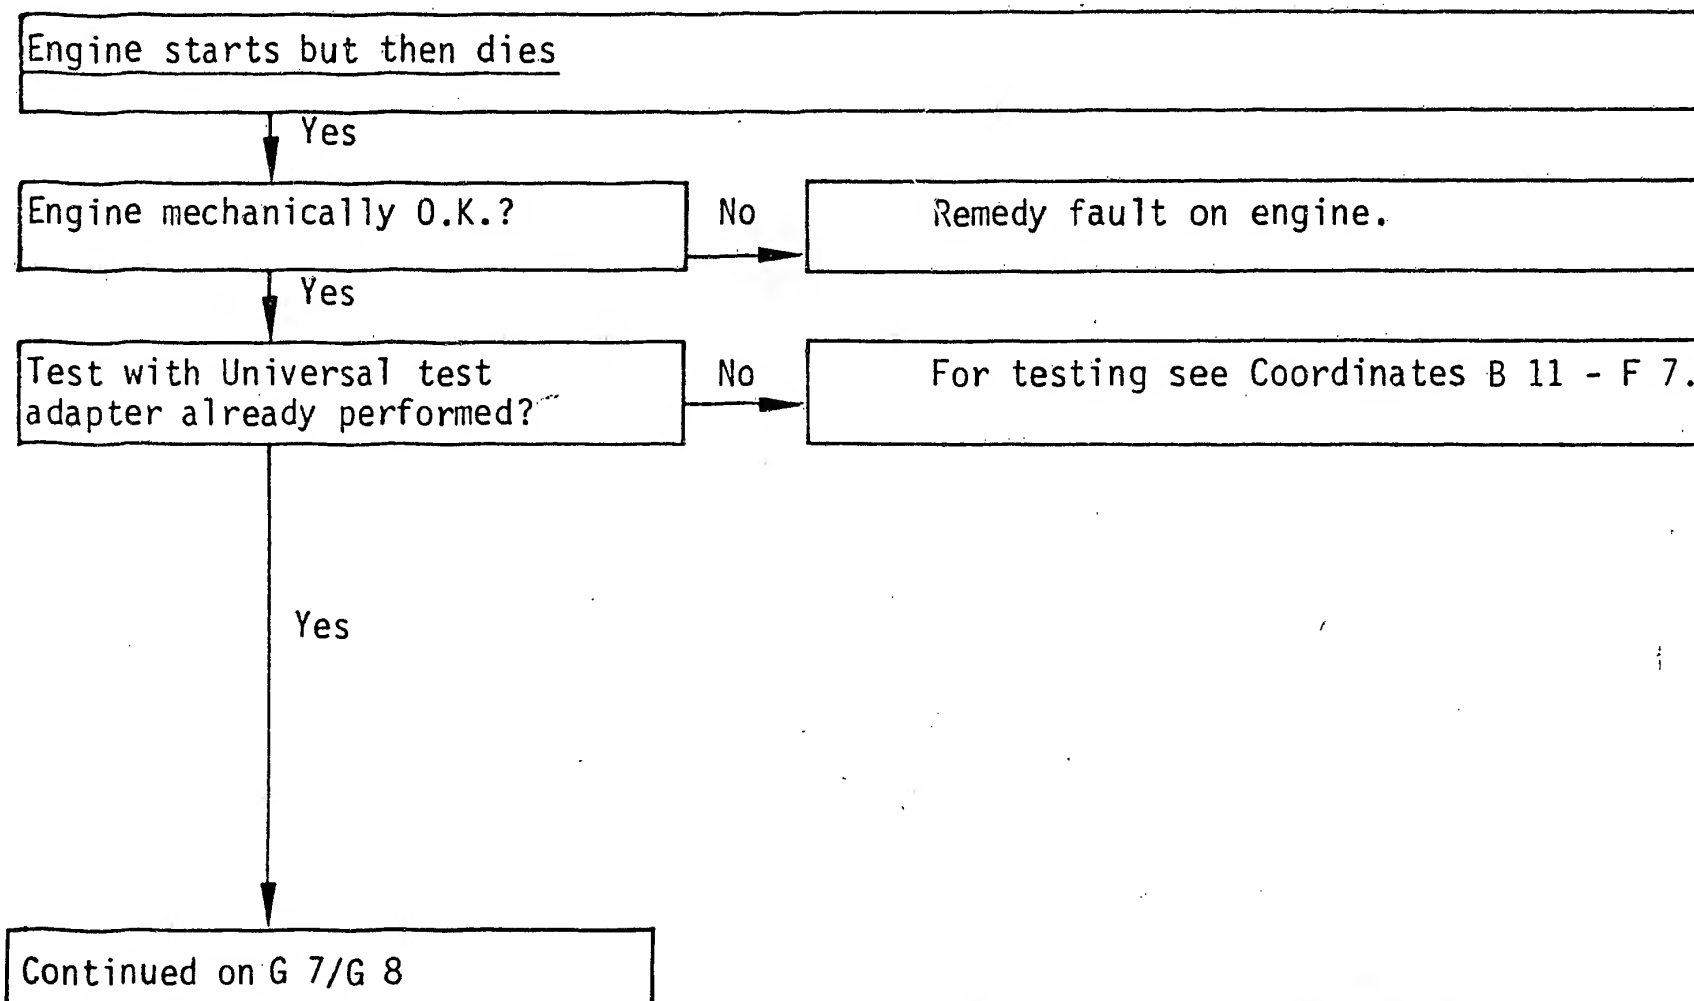 Engine starts but then dies
Yes
Engine mechanically O.K.?
No
Remedy fault on engine.
Yes
Test with Universal test
adapter already performed?
No
For testing see Coordinates B 11 - F 7.
Yes
Continued on G 7/G 8